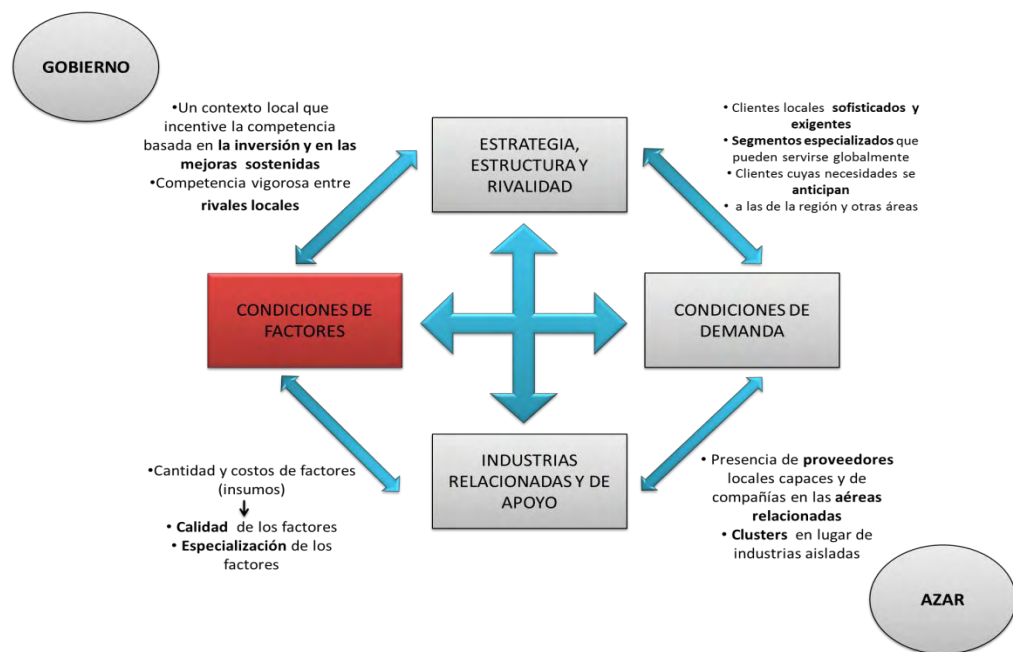 GOBIERNO
•Un contexto local que
incentive la competencia
basada en la inversión y en las
mejoras sostenidas
•Competencia vigorosa entre
rivales locales
ESTRATEGIA,
ESTRUCTURA Y
RIVALIDAD
• Clientes locales sofisticados y
exigentes
• Segmentos especializados que
pueden servirse globalmente
• Clientes cuyas necesidades se
anticipan
• a las de la región y otras áreas
CONDICIONES DE
FACTORES
CONDICIONES DE
DEMANDA
•Cantidad y costos de factores
(insumos)
• Calidad de los factores
• Especialización de los
factores
INDUSTRIAS
RELACIONADAS Y DE
APOYO
• Presencia de proveedores
locales capaces y de
compañías en las aéreas
relacionadas
• Clusters en lugar de
industrias aisladas
AZAR